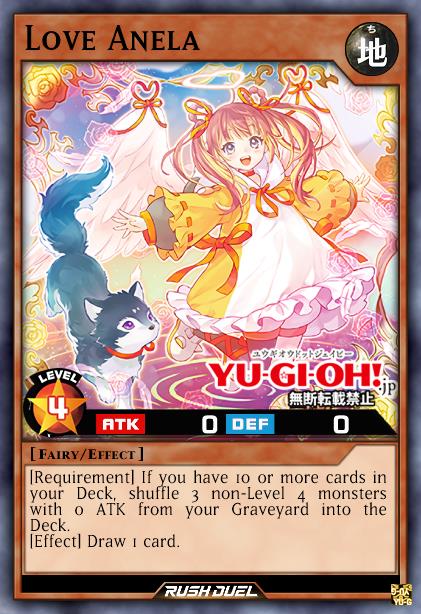 Love Anela
ち
地
ユウギオウドットジェイピー
YU-GI-OH!.jp
無断転載禁止
LEVEL
4
ATK 0 DEF 0
[ Fairy/Effect ]
[Requirement] If you have 10 or more cards in
your Deck, shuffle 3 non-Level 4 monsters
with 0 ATK from your Graveyard into the
Deck.
[Effect] Draw 1 card.
RUSH DUEL